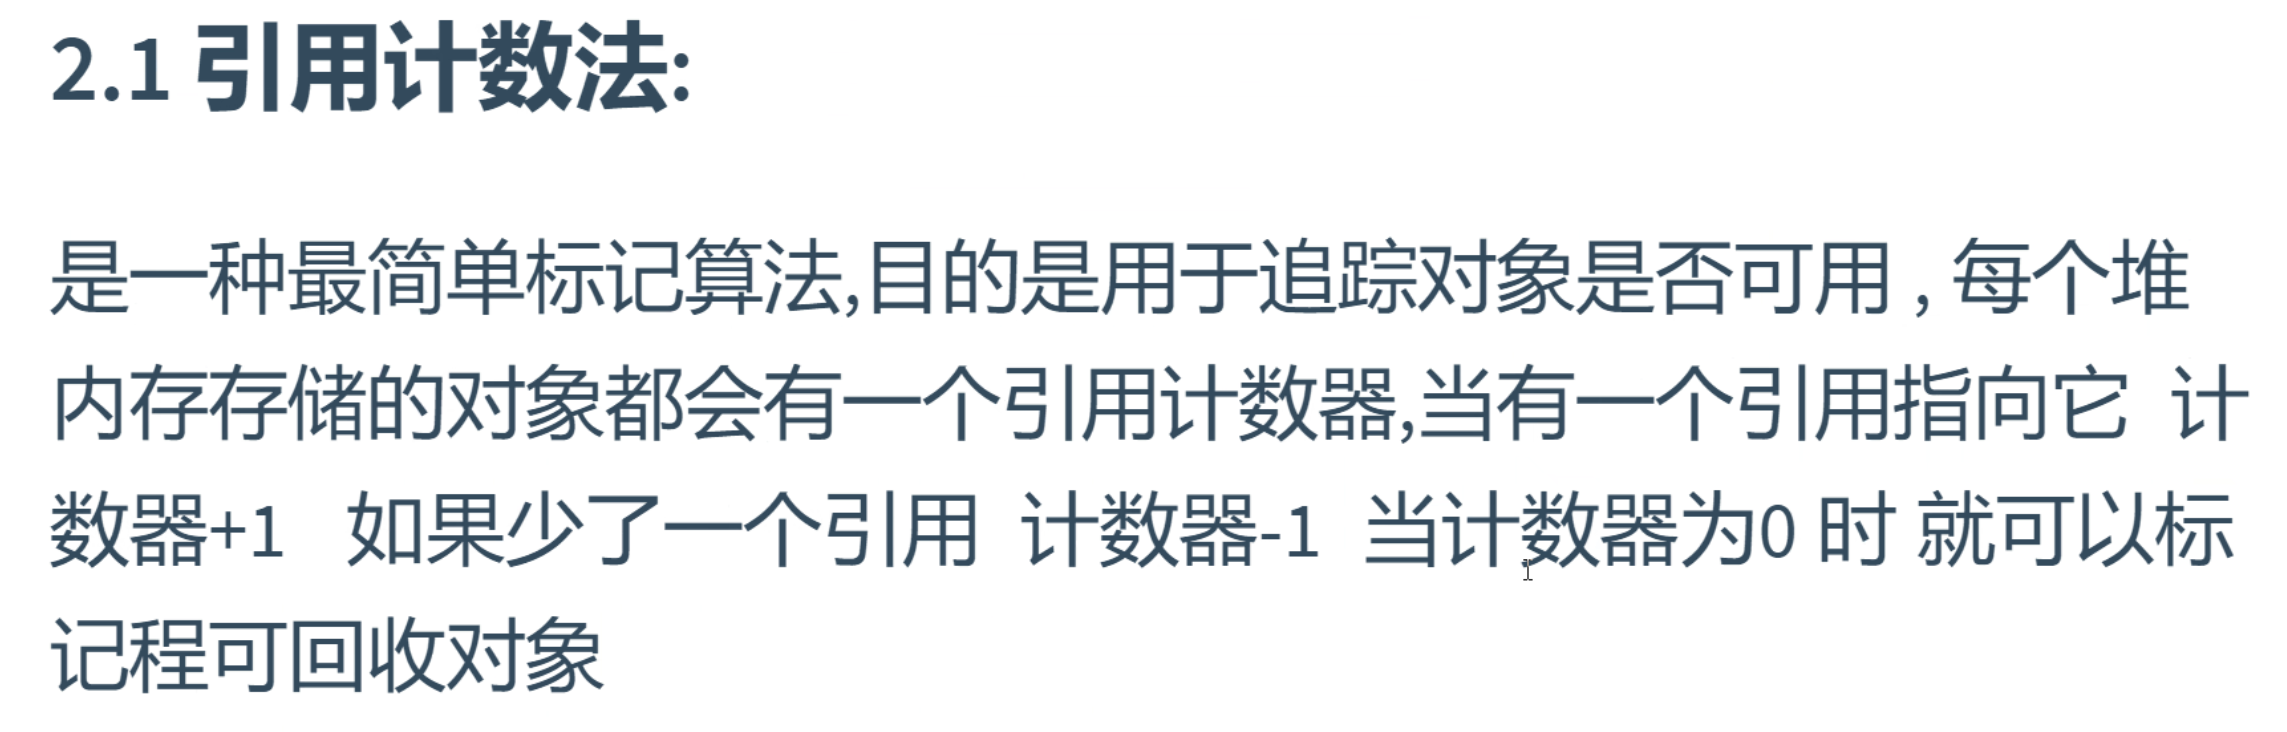 2.1 引用计数法:
是一种最简单标记算法,目的是用于追踪对象是否可用 , 每个堆
内存存储的对象都会有一个引用计数器,当有一个引用指向它 计
数器+1 如果少了一个引用 计数器-1 当计数器为0 时 就可以标
记程可回收对象